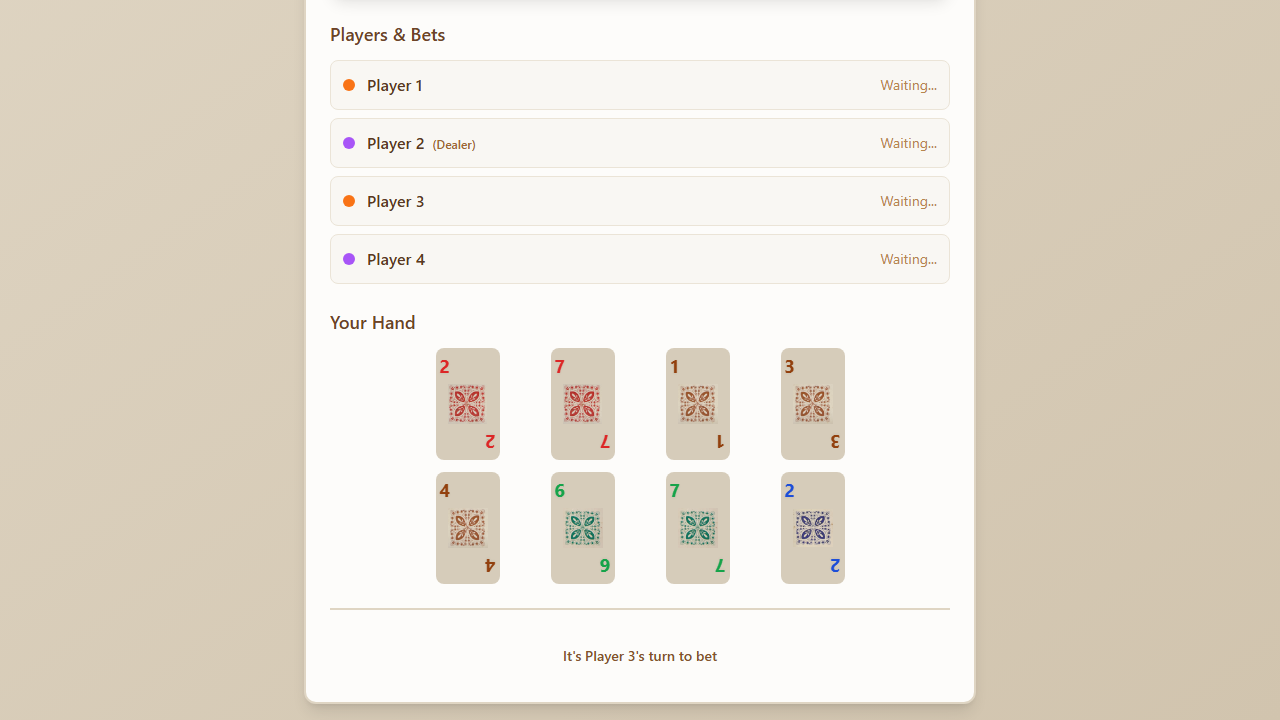 Players & Bets
Player 1 Waiting...
Player 2 (Dealer) Waiting...
Player 3 Waiting...
Player 4 Waiting...
Your Hand
2 7 1 3
2 7 1 3
4 6 7 2
4 6 7 2
It's Player 3's turn to bet